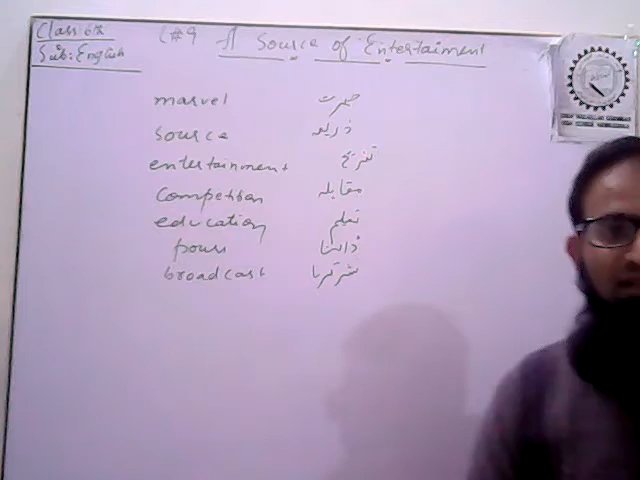 Class: 6th
Sub: English
L#9 A Source of Entertaiment
marvel حیرت
source ذریعہ
entertainment تفریح
Competition مقابلہ
education تعلیم
pour ڈالنا
broadcast نشر کرنا